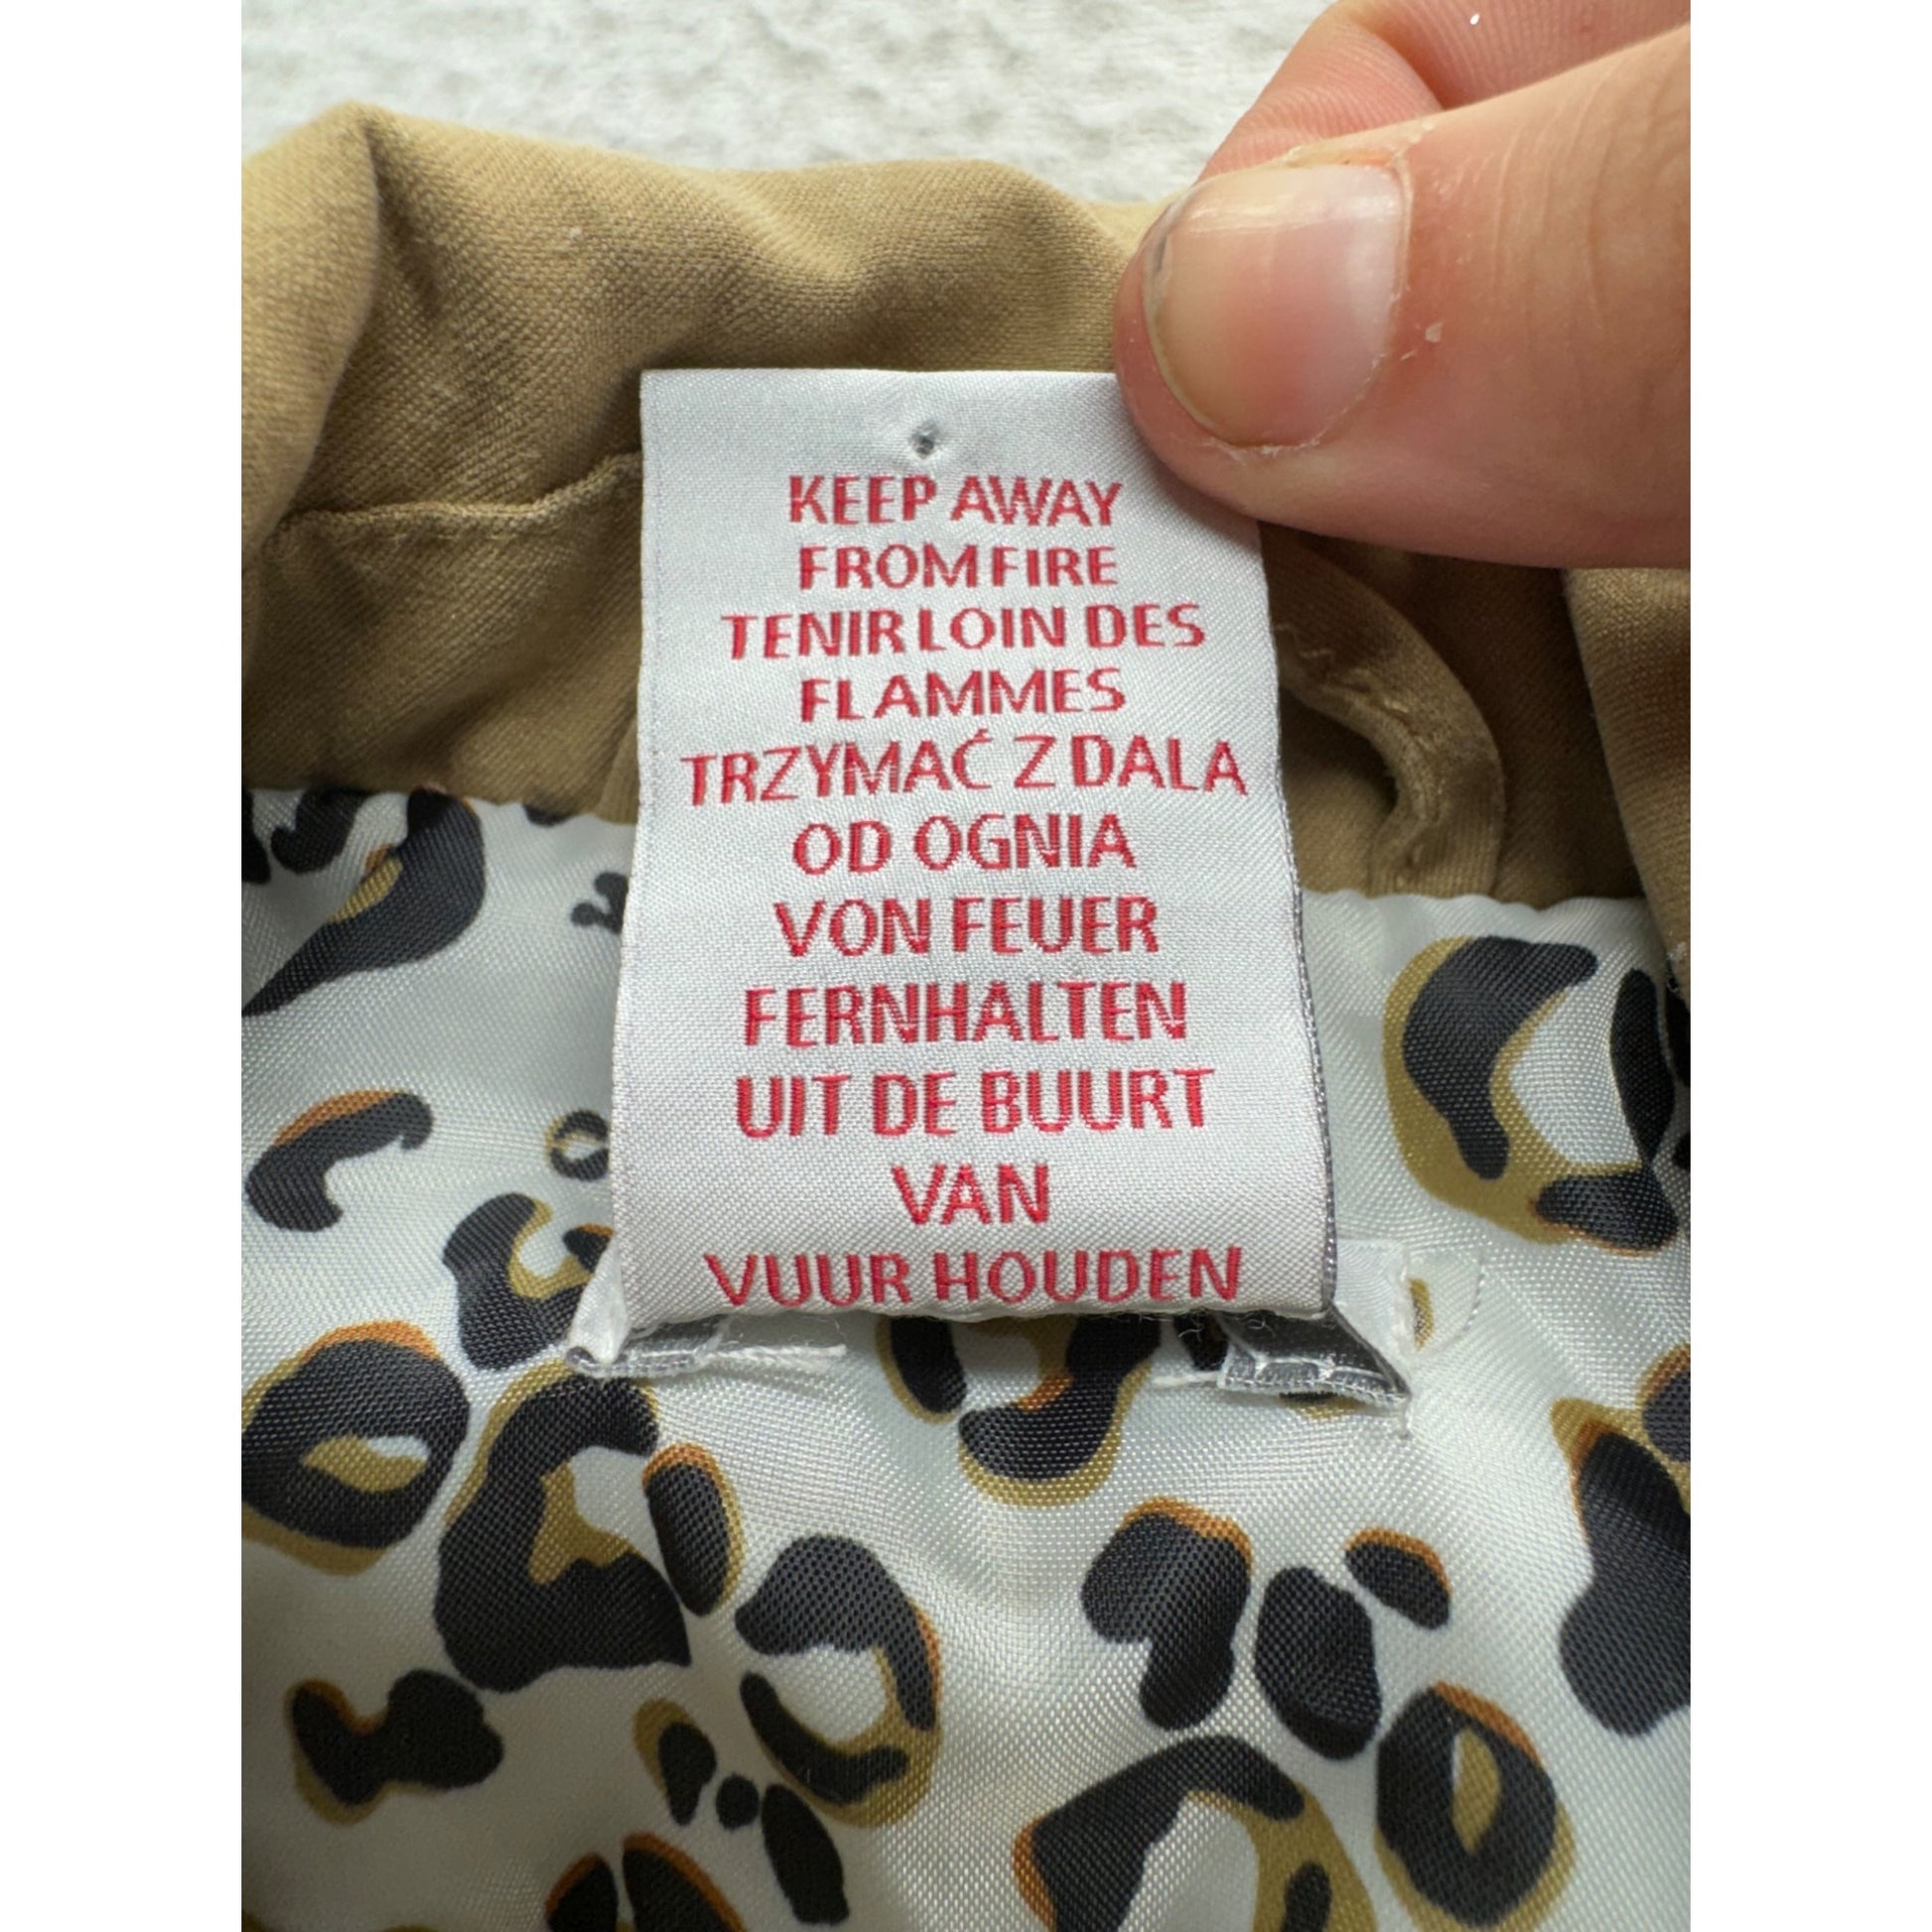 KEEP AWAY
FROM FIRE
TENIR LOIN DES
FLAMMES
TRZYMAĆ Z DALA
OD OGNIA
VON FEUER
FERNHALTEN
UIT DE BUURT
VAN
VUUR HOUDEN